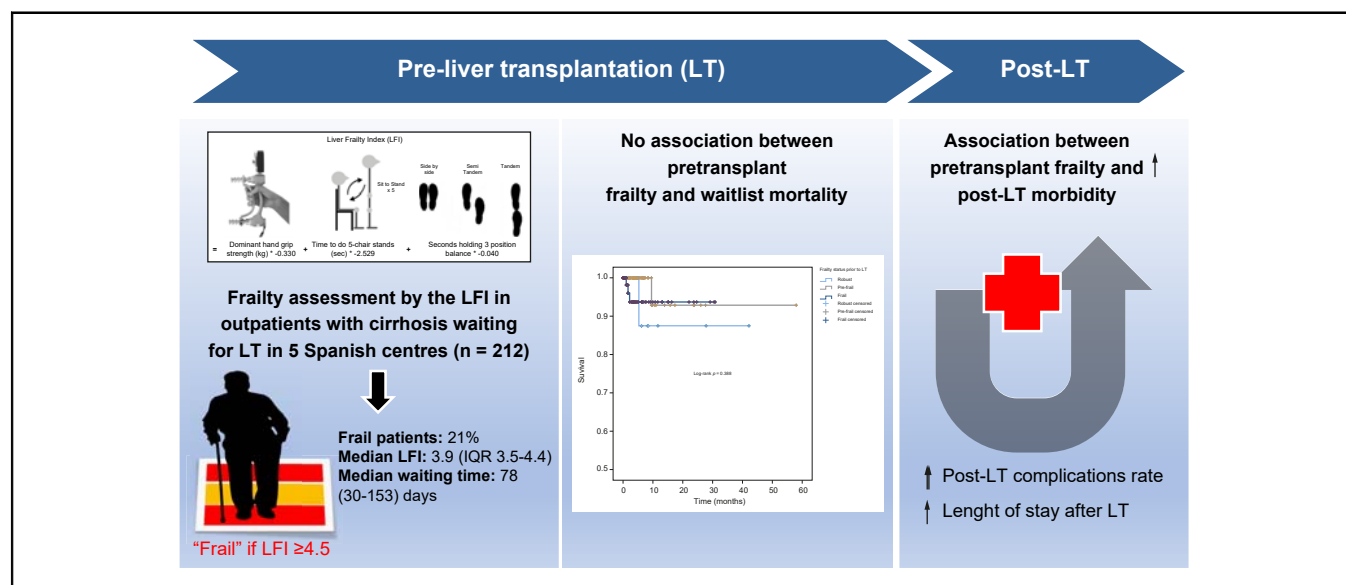 Pre-liver transplantation (LT)
Post-LT
Liver Frailty Index (LFI)
Side by
side
Semi
Tandem
Tandem
Sit to Stand
x 5
= Dominant hand grip + Time to do 5-chair stands + Seconds holding 3 position
strength (kg) * -0.330 (sec) * -2.529 balance * -0.040
Frailty assessment by the LFI in
outpatients with cirrhosis waiting
for LT in 5 Spanish centres (n = 212)
Frail patients: 21%
Median LFI: 3.9 (IQR 3.5-4.4)
Median waiting time: 78
(30-153) days
“Frail” if LFI ≥4.5
No association between
pretransplant
frailty and waitlist mortality
Frailty status prior to LT
Robust
Pre-frail
Frail
Robust censored
Pre-frail censored
Frail censored
1.0
0.9
0.8
0.7
0.6
0.5
Survival
Log-rank p = 0.388
0 10 20 30 40 50 60
Time (months)
Association between
pretransplant frailty and ↑
post-LT morbidity
↑ Post-LT complications rate
↑ Lenght of stay after LT